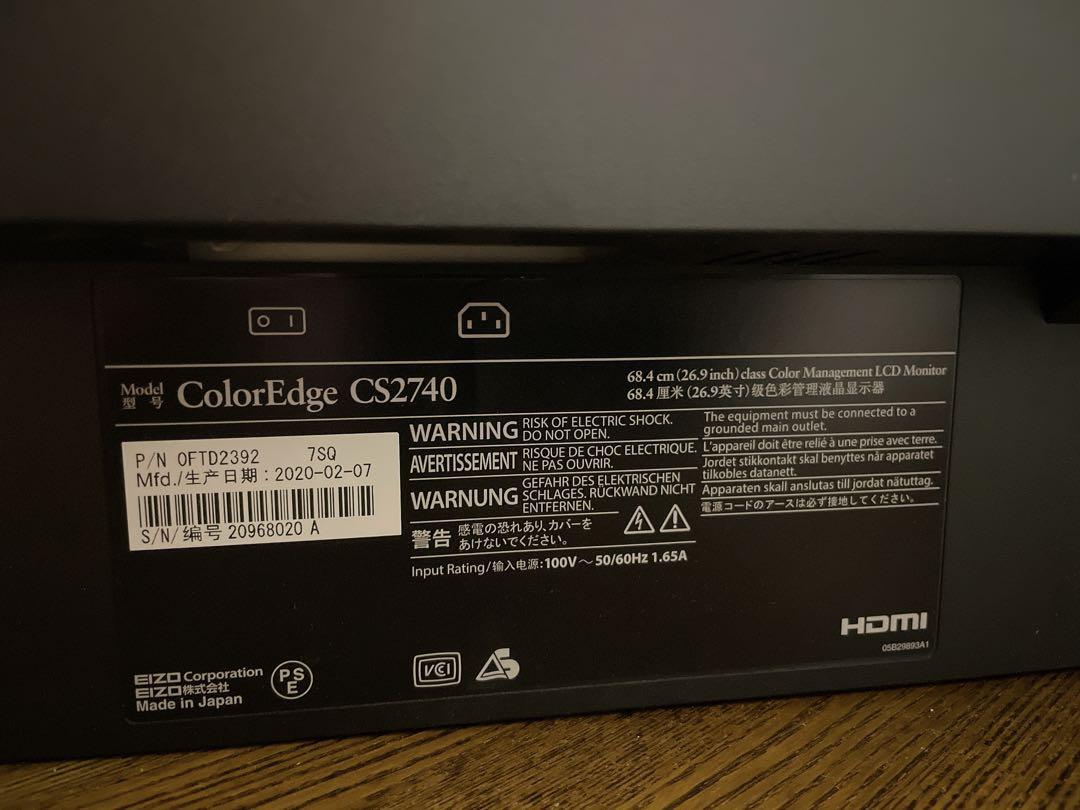 Model
型 号
ColorEdge CS2740
68.4 cm (26.9 inch) class Color Management LCD Monitor
68.4 厘米 (26.9英寸) 级色彩管理液晶显示器
P/N 0FTD2392 7SQ
Mfd./生产日期 : 2020-02-07
S/N/编号 20968020 A
WARNING RISK OF ELECTRIC SHOCK.
DO NOT OPEN.
AVERTISSEMENT RISQUE DE CHOC ELECTRIQUE.
NE PAS OUVRIR.
WARNUNG GEFAHR DES ELEKTRISCHEN
SCHLAGES. RÜCKWAND NICHT
ENTFERNEN.
警告 感電の恐れあり、カバーを
あけないでください。
Input Rating/输入电源:100V～50/60Hz 1.65A
The equipment must be connected to a
grounded main outlet.
L'appareil doit être relié à une prise avec terre.
Jordet stikkontakt skal benyttes når apparatet
tilkobles datanett.
Apparaten skall anslutas till jordat nätuttag.
電源コードのアースは必ず接地してください。
HDMI
05B29893A1
EIZO Corporation
EIZO株式会社
Made in Japan
PS
E
VCI